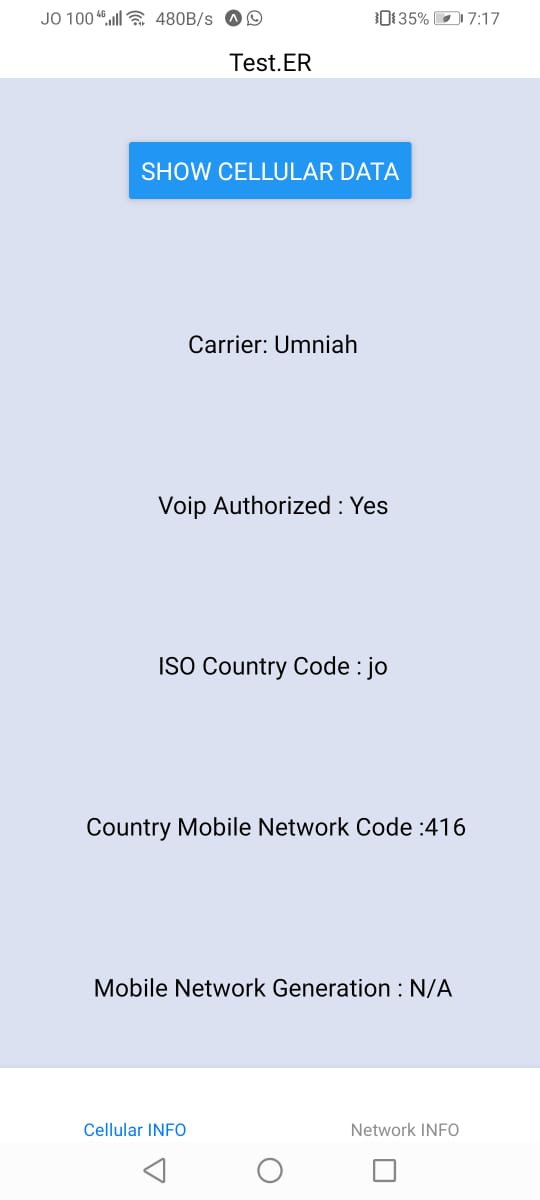 JO 100 4G 480B/s 35% 7:17
Test.ER
SHOW CELLULAR DATA
Carrier: Umniah
Voip Authorized : Yes
ISO Country Code : jo
Country Mobile Network Code :416
Mobile Network Generation : N/A
Cellular INFO Network INFO